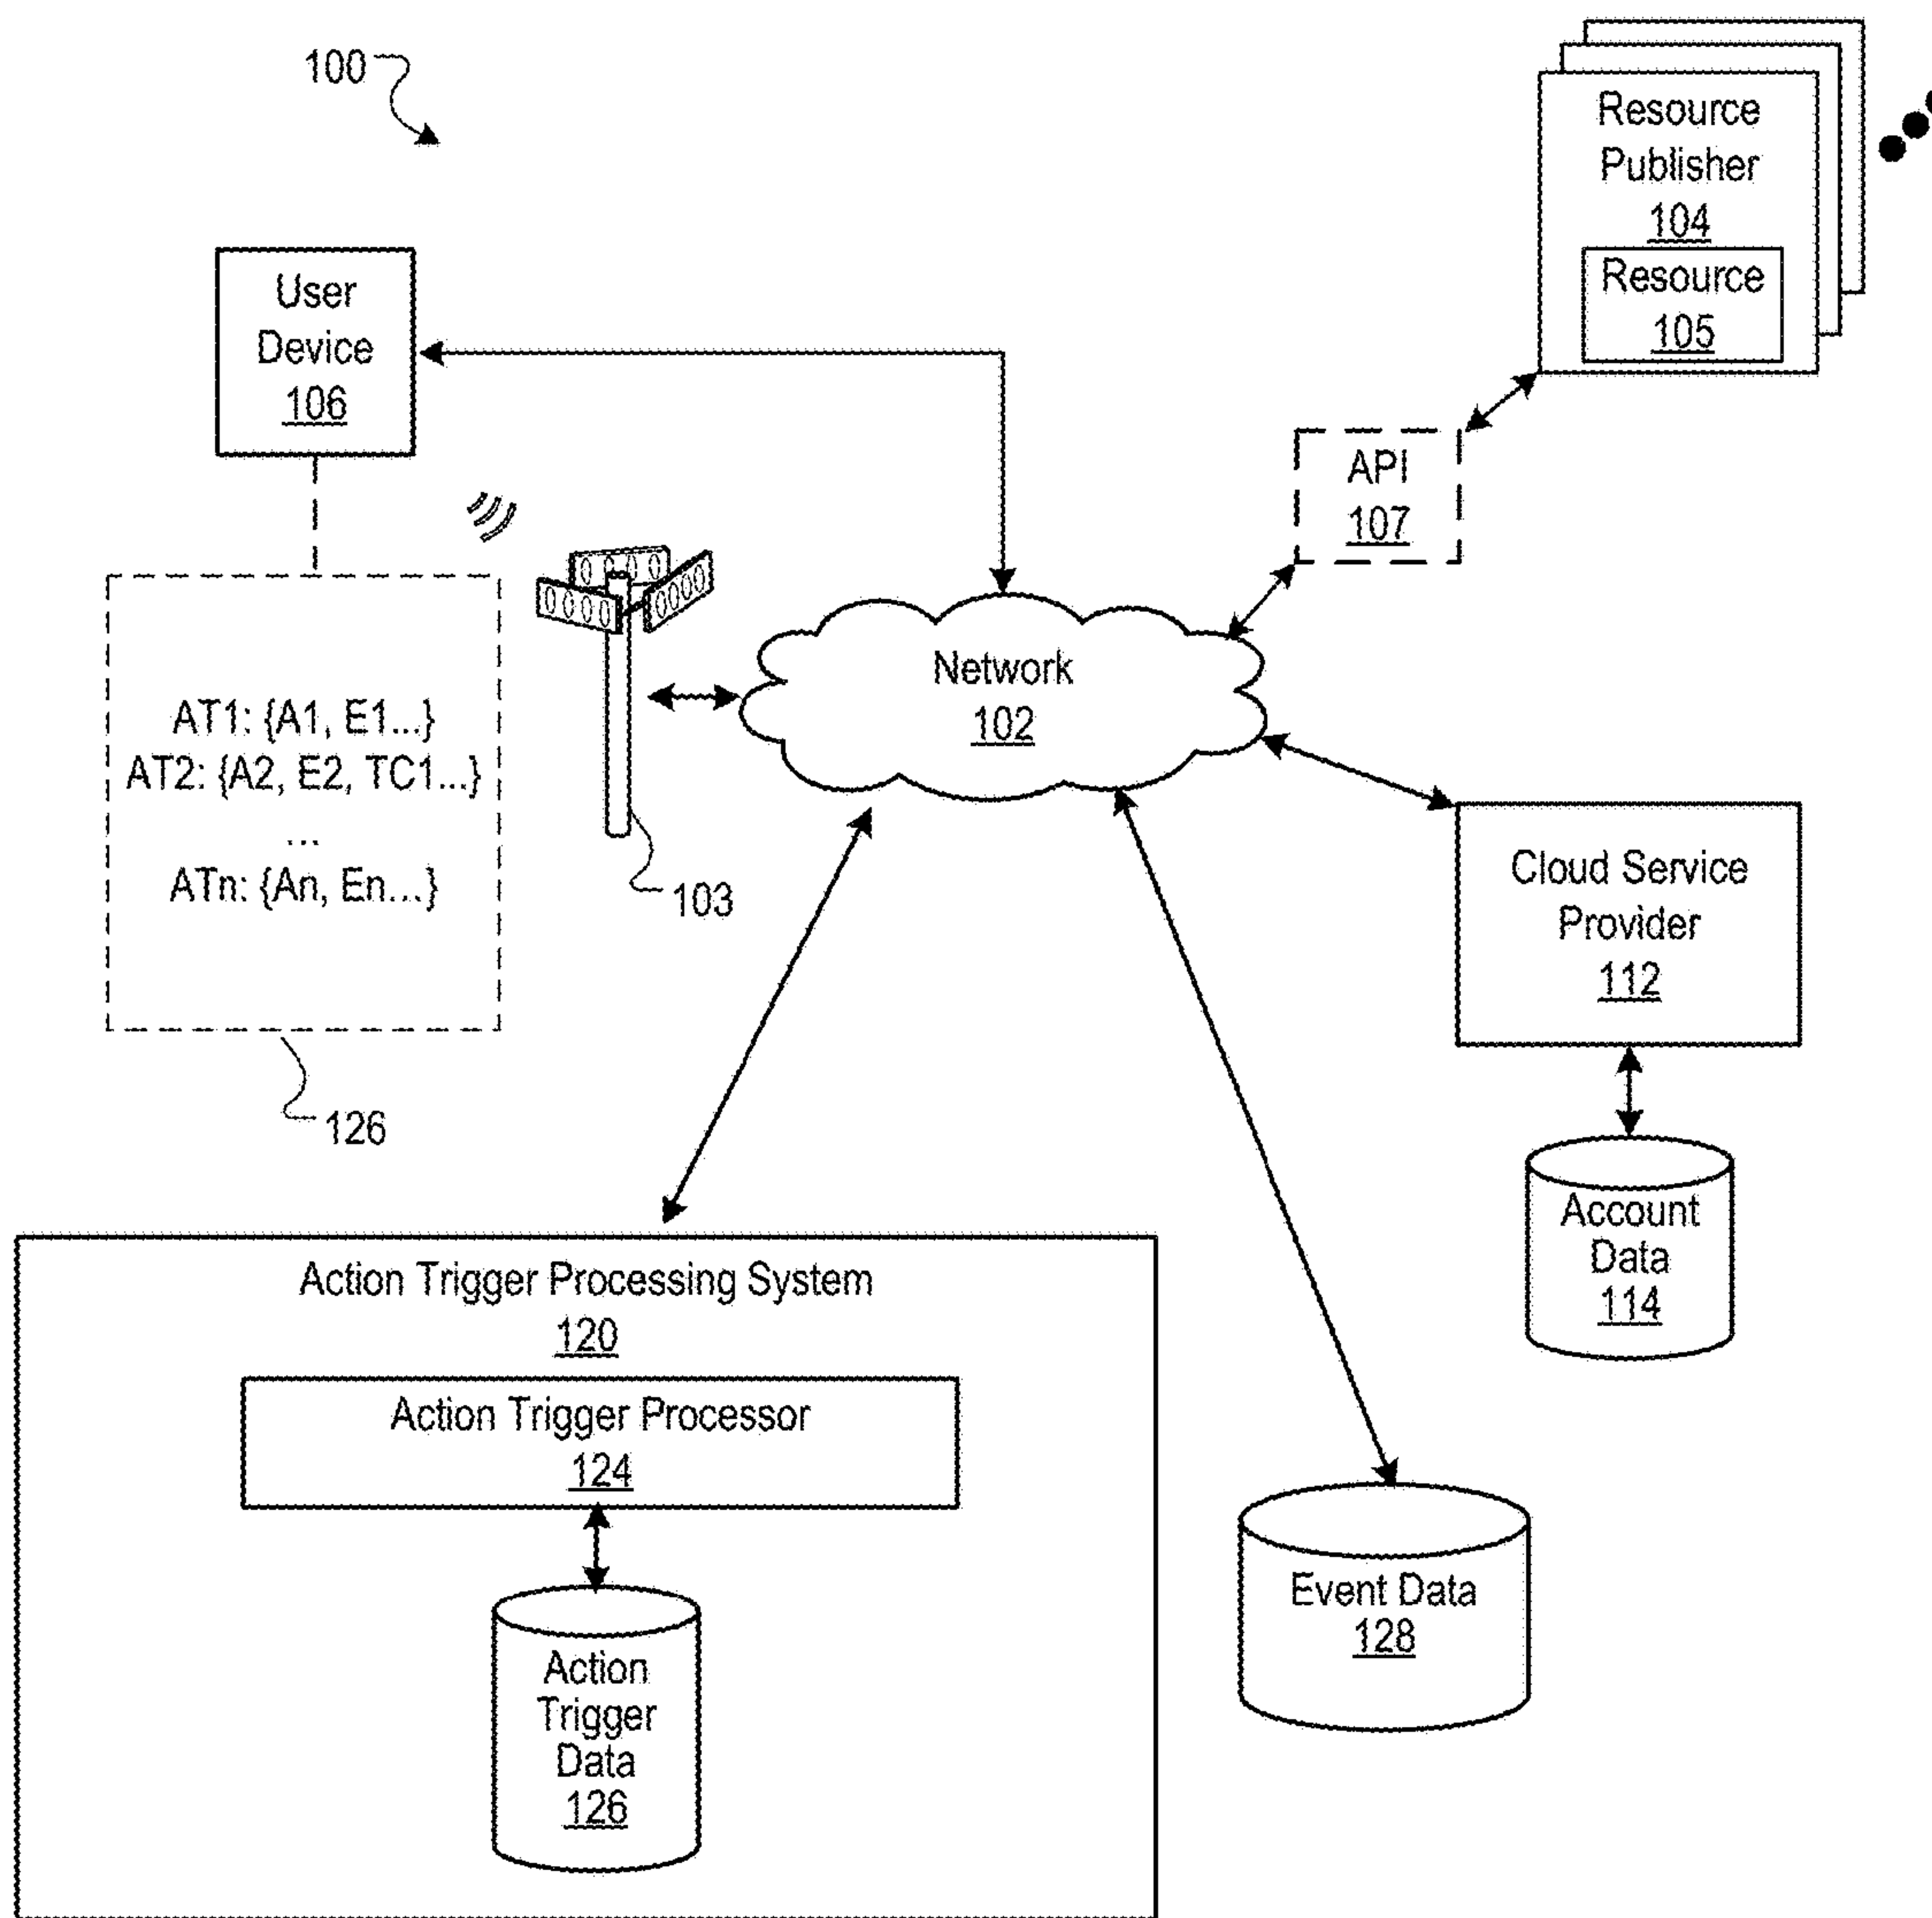 100
Resource
Publisher
104
Resource
105
User
Device
106
API
107
Network
102
AT1: {A1, E1...}
AT2: {A2, E2, TC1...}
...
ATn: {An, En...}
103
126
Cloud Service
Provider
112
Account
Data
114
Action Trigger Processing System
120
Action Trigger Processor
124
Action
Trigger
Data
126
Event Data
128